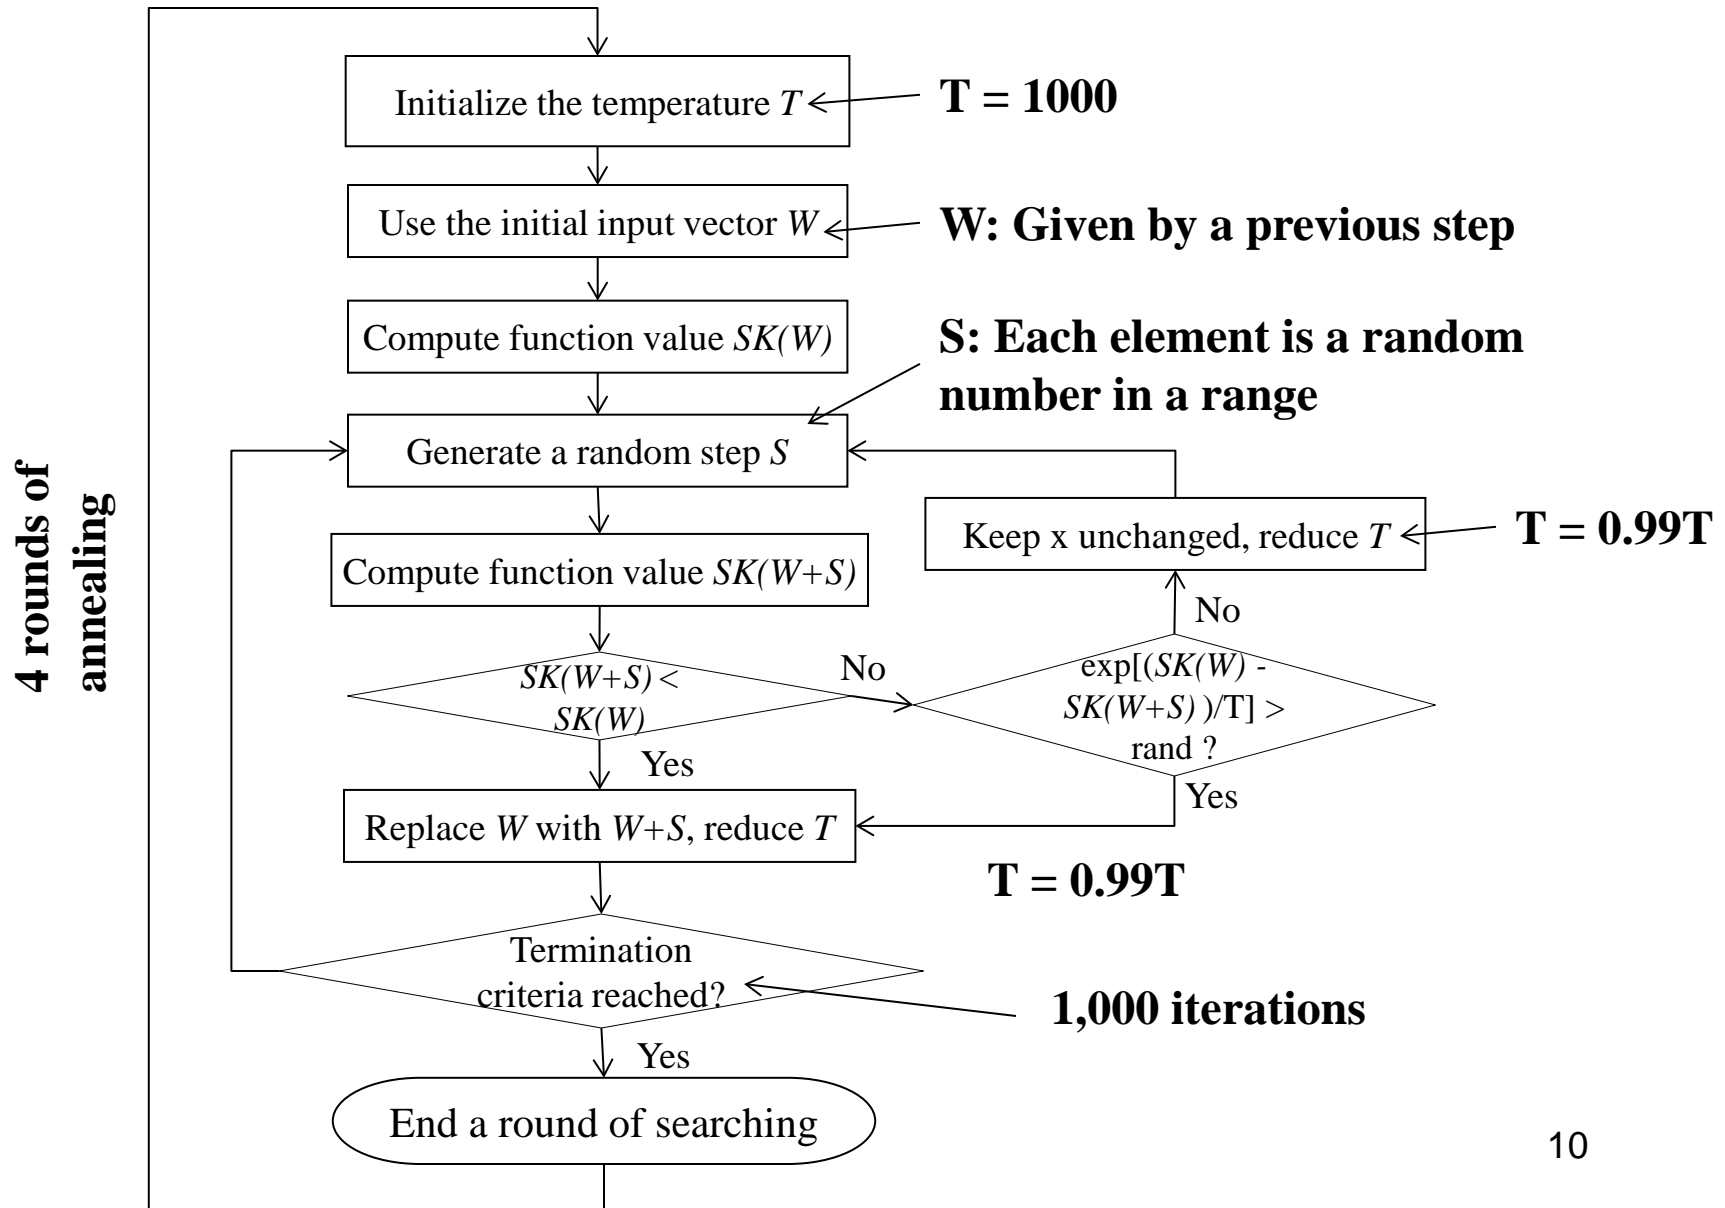 Initialize the temperature T
T = 1000
Use the initial input vector W
W: Given by a previous step
Compute function value SK(W)
S: Each element is a random
number in a range
Generate a random step S
4 rounds of
annealing
Keep x unchanged, reduce T
T = 0.99T
Compute function value SK(W+S)
No
SK(W+S) <
SK(W)
No
exp[(SK(W) -
SK(W+S) )/T] >
rand ?
Yes
Yes
Replace W with W+S, reduce T
T = 0.99T
Termination
criteria reached?
1,000 iterations
Yes
End a round of searching
10